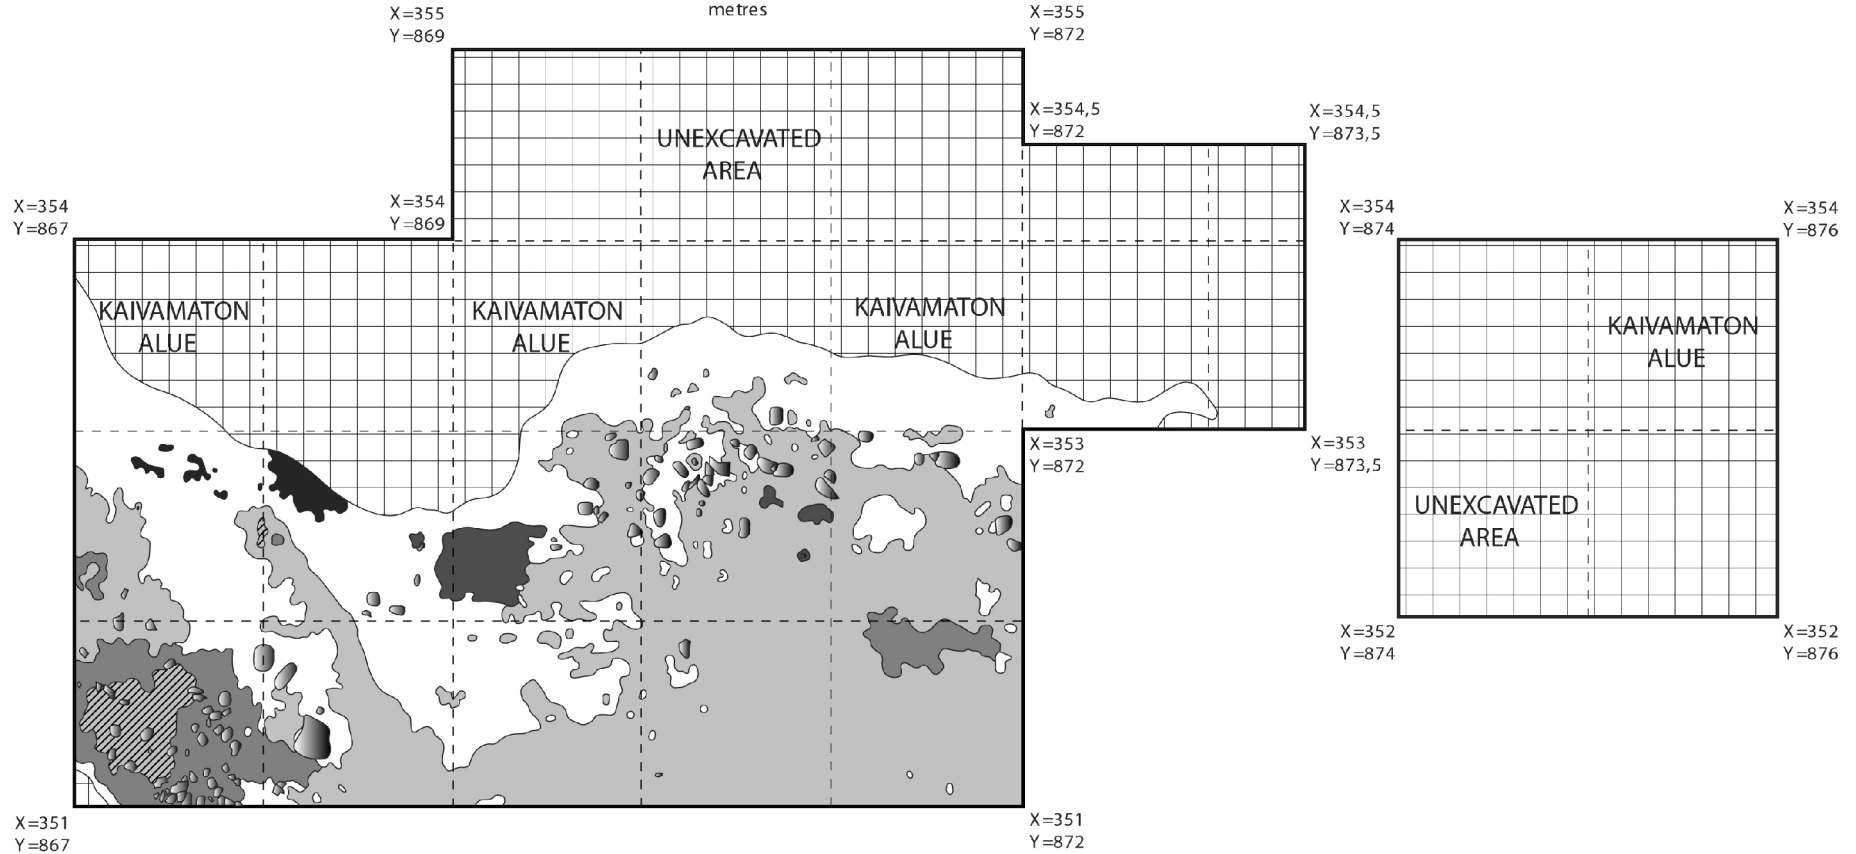 X=355
Y=869
metres
X=355
Y=872
X=354,5
Y=872
X=354,5
Y=873,5
UNEXCAVATED
AREA
X=354
Y=867
X=354
Y=869
X=354
Y=874
X=354
Y=876
KAIVAMATON
ALUE
KAIVAMATON
ALUE
KAIVAMATON
ALUE
KAIVAMATON
ALUE
X=353
Y=872
X=353
Y=873,5
UNEXCAVATED
AREA
X=352
Y=874
X=352
Y=876
X=351
Y=867
X=351
Y=872